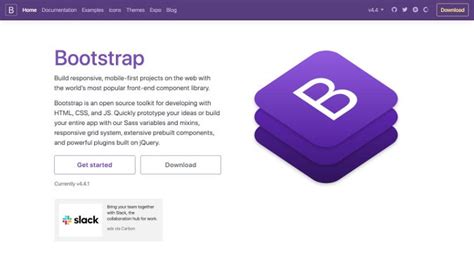 B Home Documentation Examples Icons Themes Expo Blog v4.4 Download
Bootstrap
Build responsive, mobile-first projects on the web with
the world's most popular front-end component library.
Bootstrap is an open source toolkit for developing with
HTML, CSS, and JS. Quickly prototype your ideas or build
your entire app with our Sass variables and mixins,
responsive grid system, extensive prebuilt components,
and powerful plugins built on jQuery.
Get started Download
Currently v4.4.1
slack
Bring your team together
with Slack, the
collaboration hub for work.
ads via Carbon
B